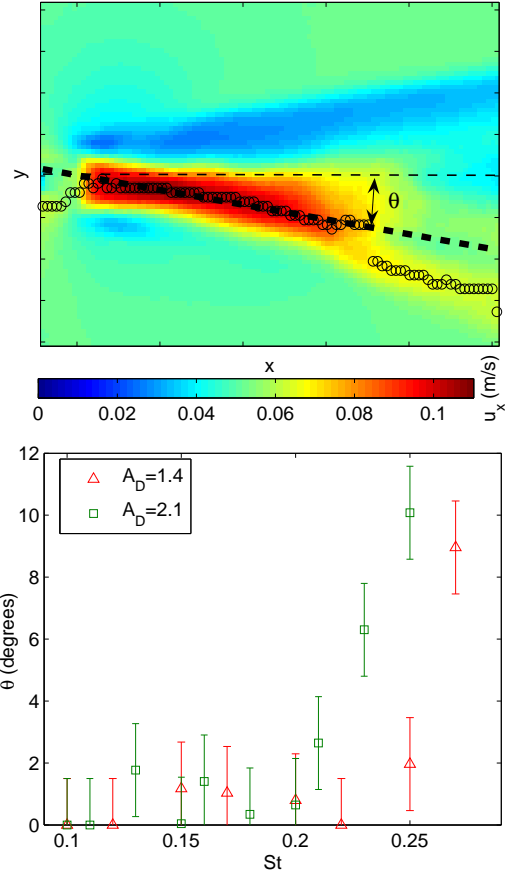 y
θ
x
0 0.02 0.04 0.06 0.08 0.1
u_x (m/s)
12
10
8
6
4
2
0
θ (degrees)
A_D=1.4
A_D=2.1
0.1 0.15 0.2 0.25
St